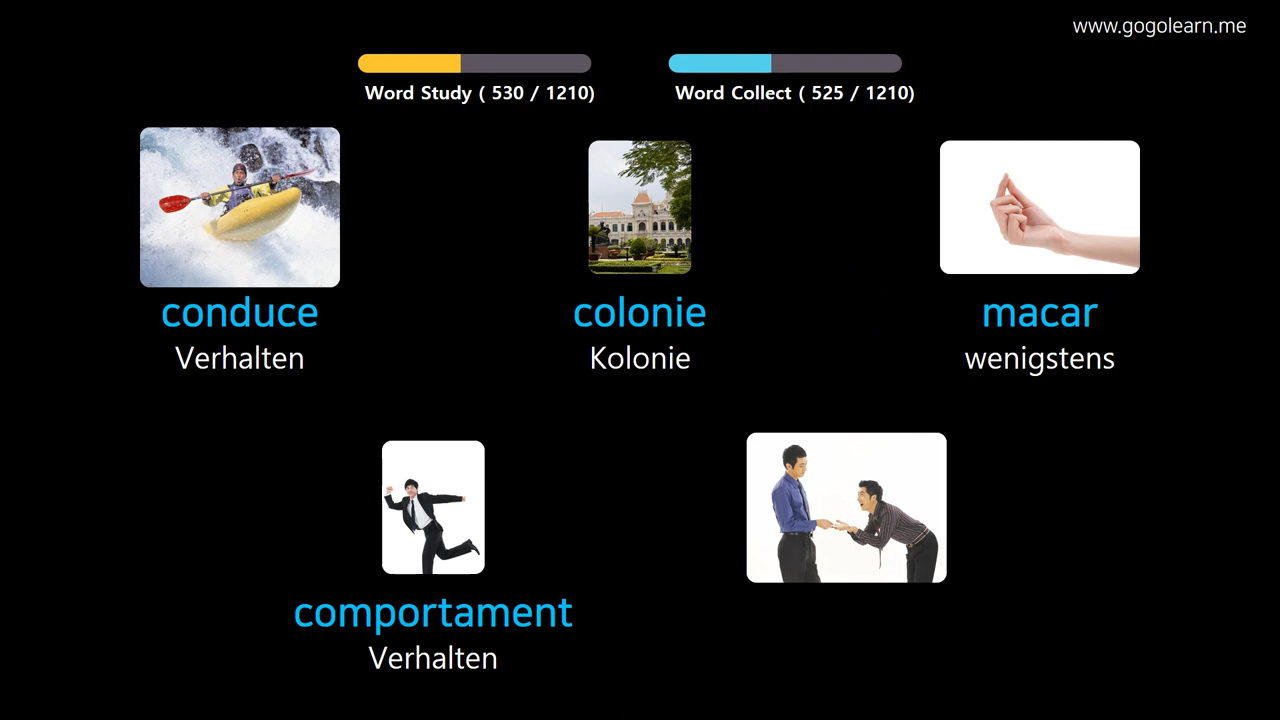 www.gogolearn.me
Word Study ( 530 / 1210)
Word Collect ( 525 / 1210)
conduce
Verhalten
colonie
Kolonie
macar
wenigstens
comportament
Verhalten